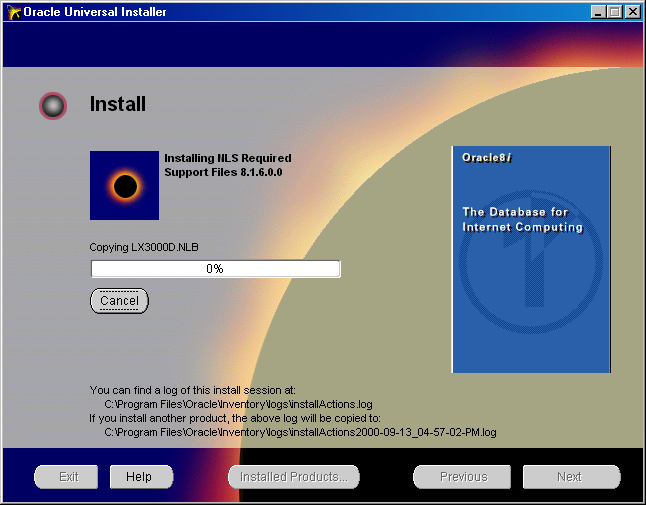 Oracle Universal Installer
Install
Installing NLS Required
Support Files 8.1.6.0.0
Oracle8i
The Database for
Internet Computing
Copying LX3000D.NLB
0%
Cancel
You can find a log of this install session at:
C:\Program Files\Oracle\Inventory\logs\installActions.log
If you install another product, the above log will be copied to:
C:\Program Files\Oracle\Inventory\logs\installActions2000-09-13_04-57-02-PM.log
Exit
Help
Installed Products...
Previous
Next